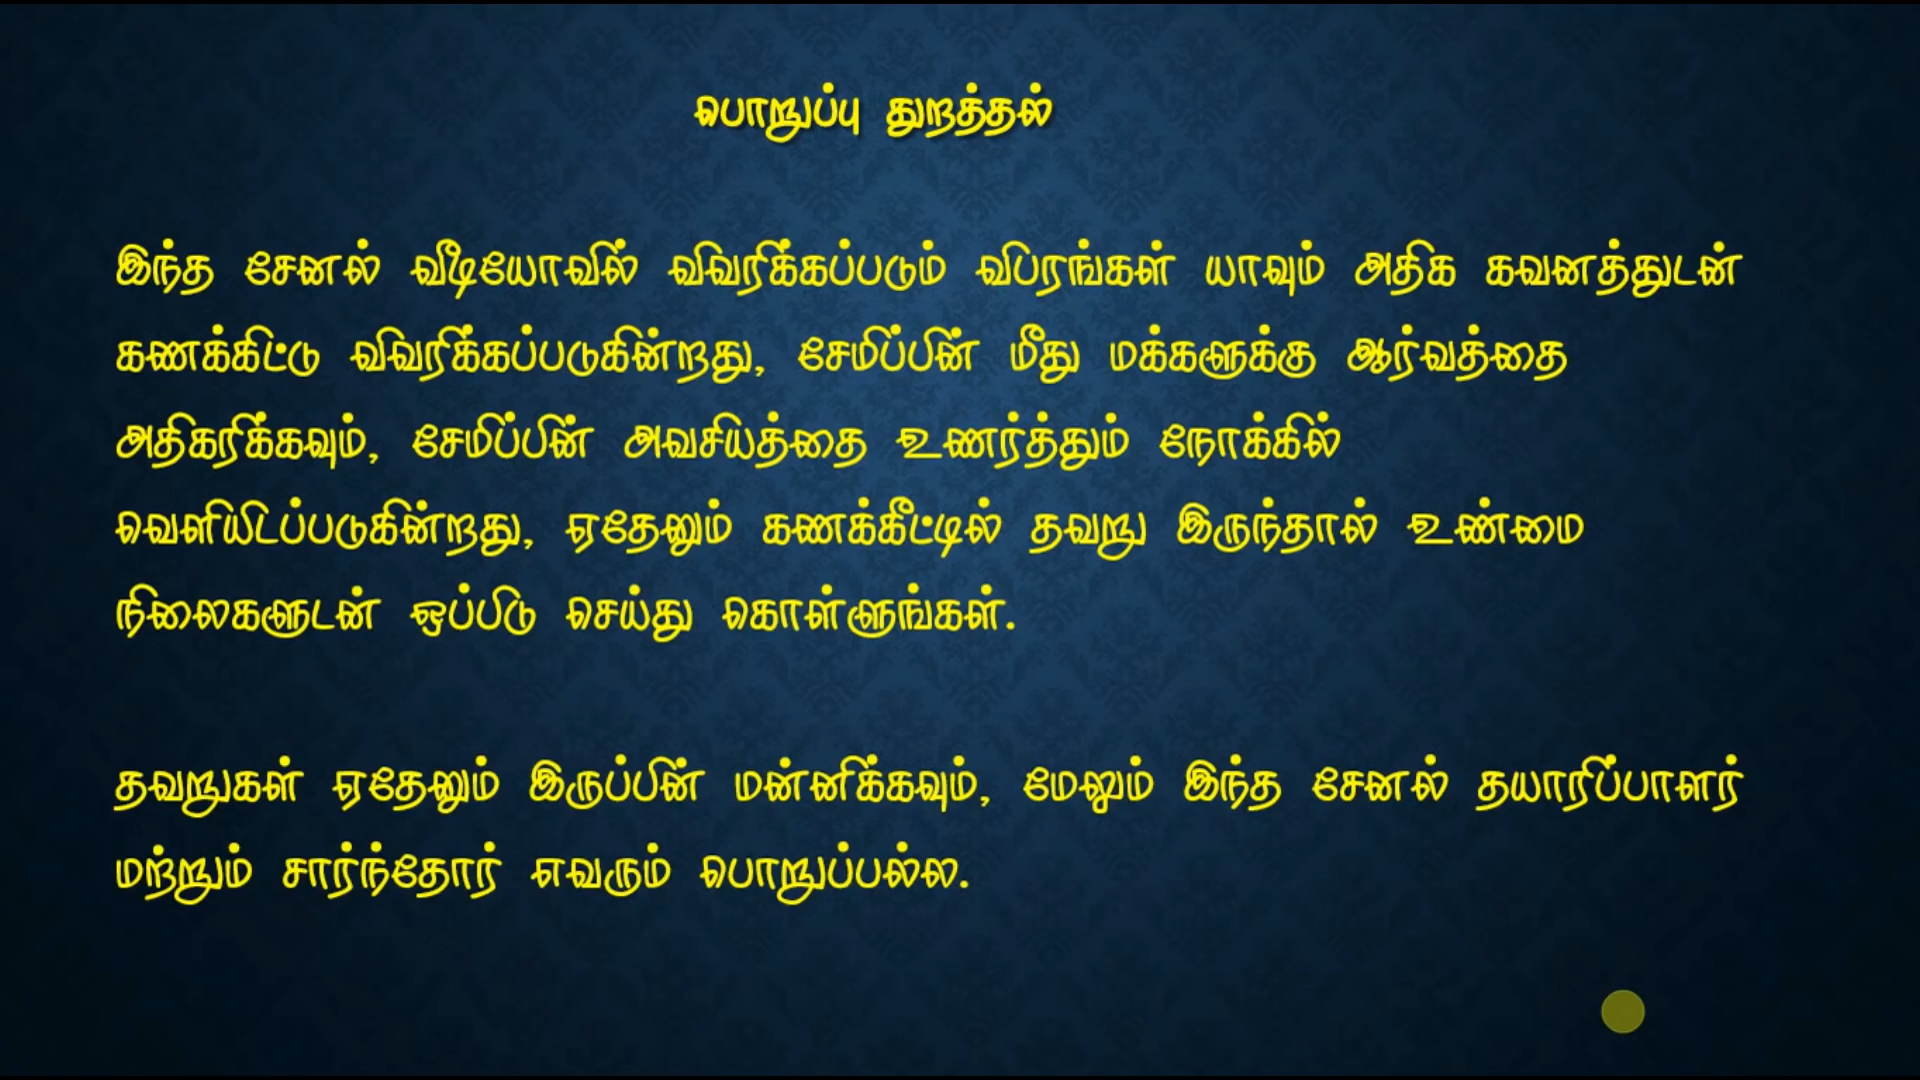 பொறுப்பு துறத்தல்
இந்த சேனல் வீடியோவில் விவரிக்கப்படும் விபரங்கள் யாவும் அதிக கவனத்துடன்
கணக்கிட்டு விவரிக்கப்படுகின்றது, சேமிப்பின் மீது மக்களுக்கு ஆர்வத்தை
அதிகரிக்கவும், சேமிப்பின் அவசியத்தை உணர்த்தும் நோக்கில்
வெளியிடப்படுகின்றது, ஏதேனும் கணக்கீட்டில் தவறு இருந்தால் உண்மை
நிலைகளுடன் ஒப்பிடு செய்து கொள்ளுங்கள்.
தவறுகள் ஏதேனும் இருப்பின் மன்னிக்கவும், மேலும் இந்த சேனல் தயாரிப்பாளர்
மற்றும் சார்ந்தோர் எவரும் பொறுப்பல்ல.